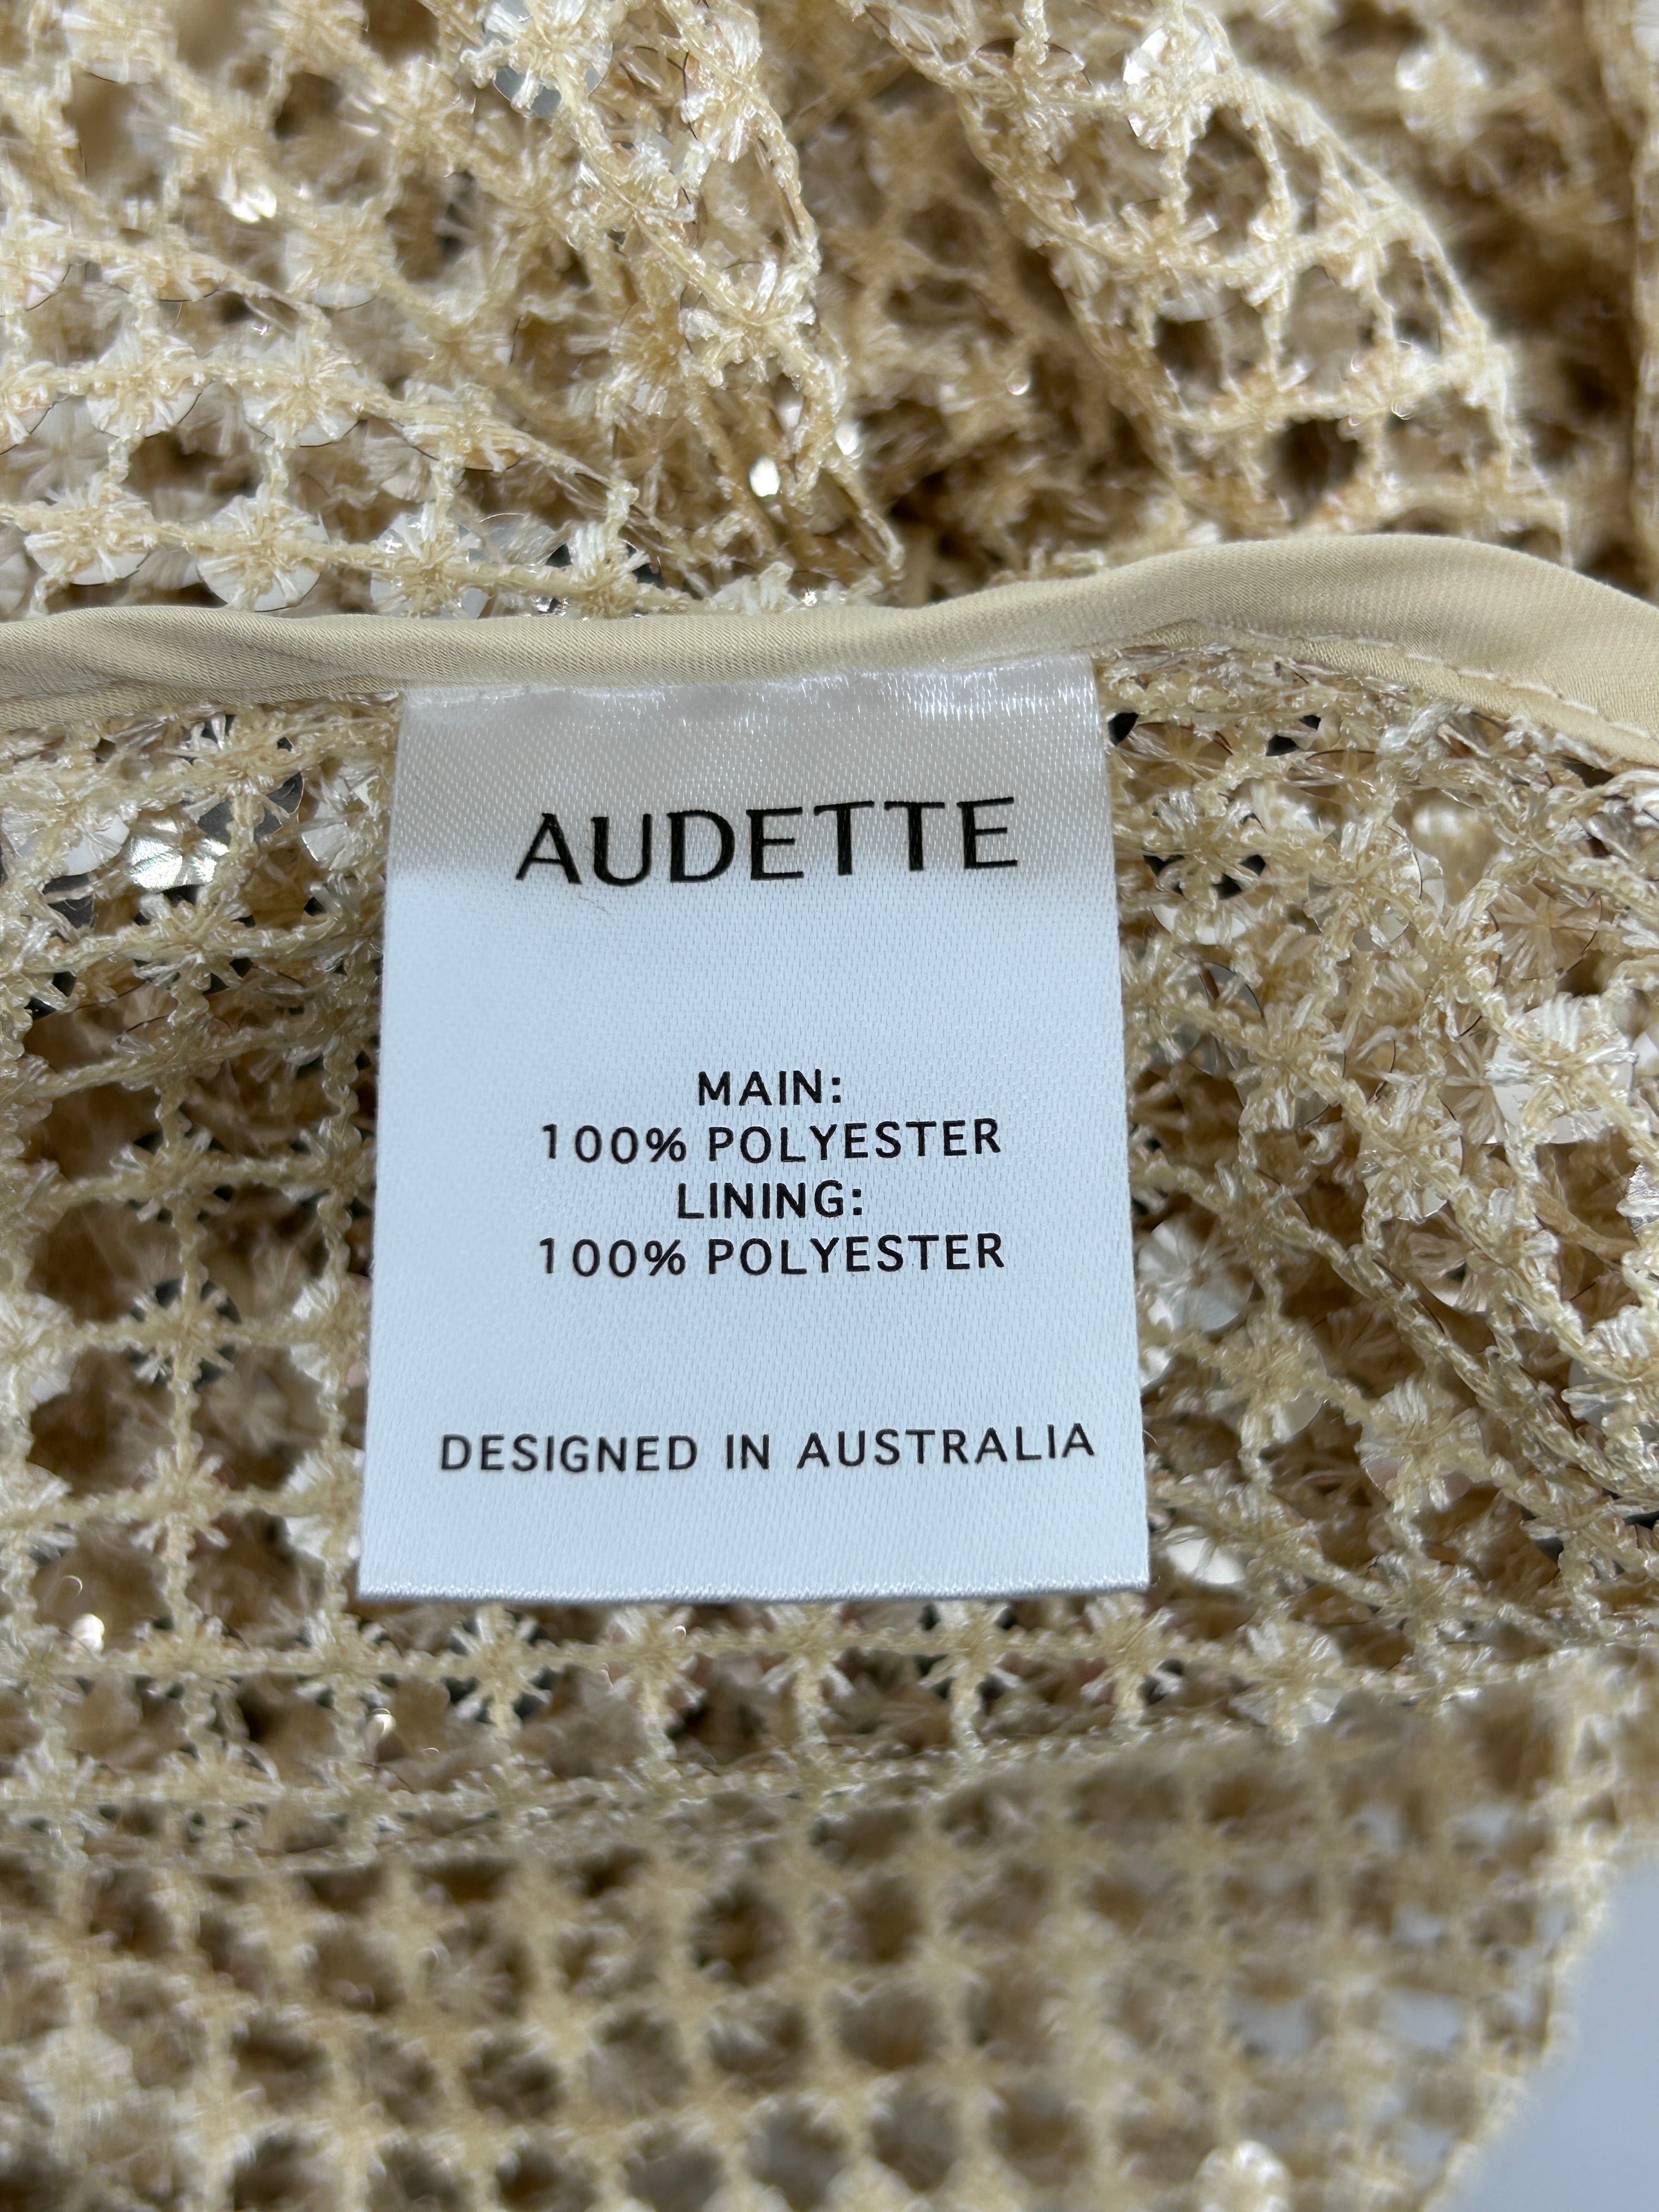 AUDETTE
MAIN:
100% POLYESTER
LINING:
100% POLYESTER
DESIGNED IN AUSTRALIA